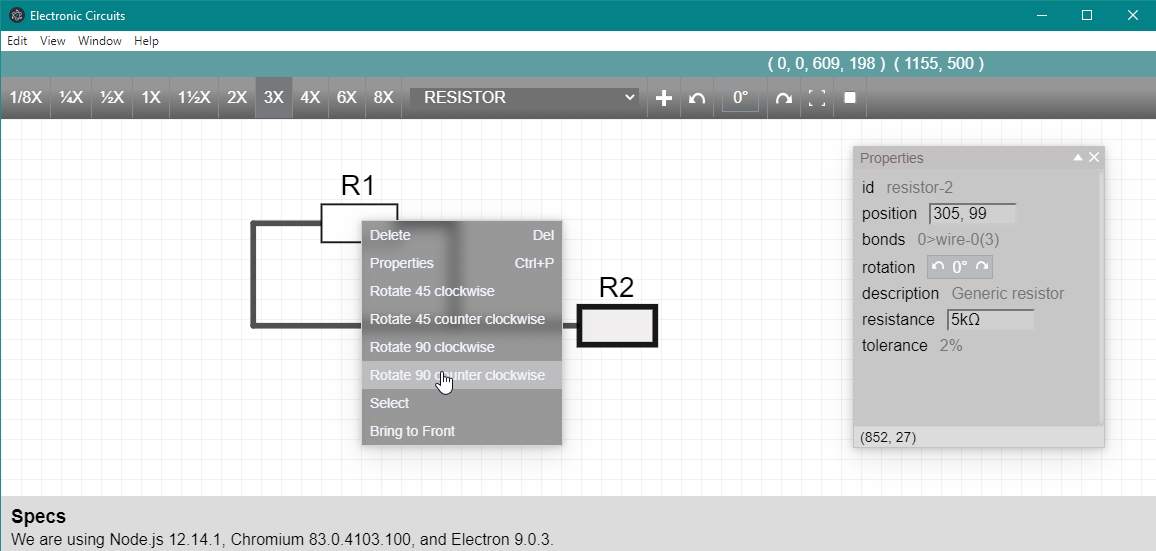 Electronic Circuits
Edit View Window Help
( 0, 0, 609, 198 ) ( 1155, 500 )
1/8X ¼X ½X 1X 1½X 2X 3X 4X 6X 8X RESISTOR 0°
R1
Delete Del
Properties Ctrl+P
Rotate 45 clockwise
Rotate 45 counter clockwise
Rotate 90 clockwise
Rotate 90 counter clockwise
Select
Bring to Front
R2
Properties
id resistor-2
position 305, 99
bonds 0>wire-0(3)
rotation 0°
description Generic resistor
resistance 5kΩ
tolerance 2%
(852, 27)
Specs
We are using Node.js 12.14.1, Chromium 83.0.4103.100, and Electron 9.0.3.